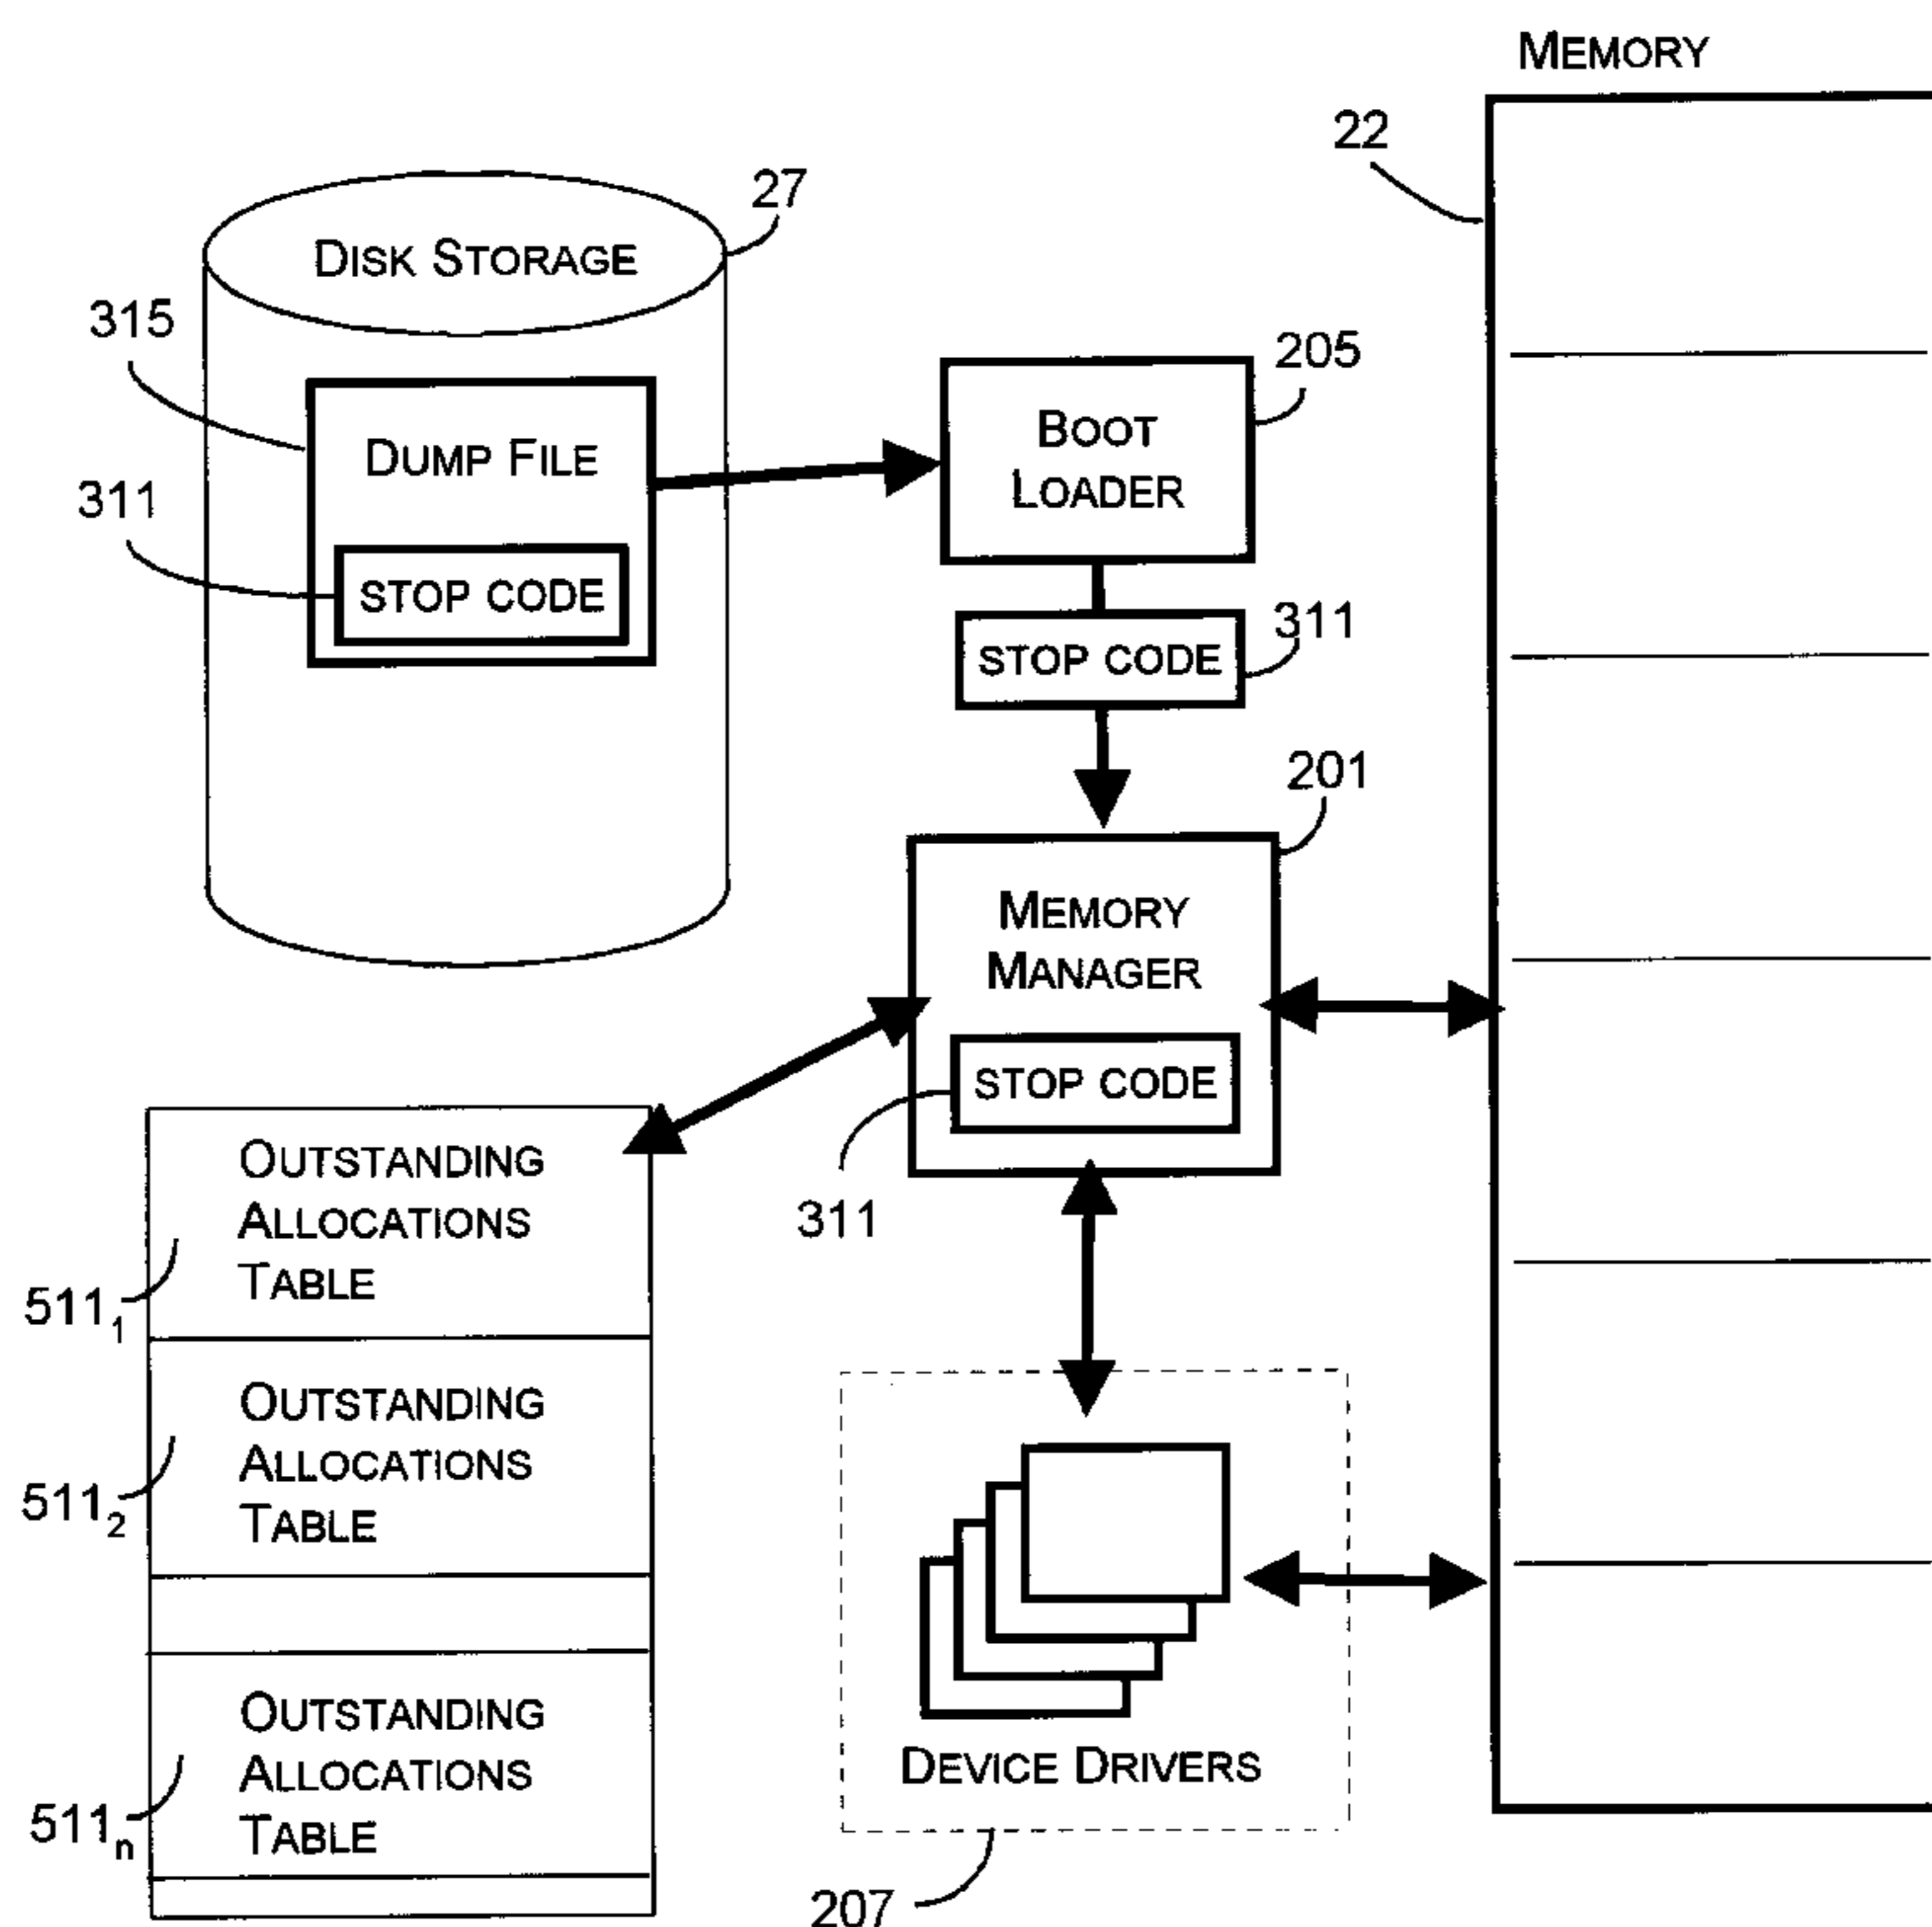 MEMORY
22
27
DISK STORAGE
315
205
DUMP FILE
BOOT
LOADER
311
STOP CODE
311
STOP CODE
201
MEMORY
MANAGER
STOP CODE
311
OUTSTANDING
ALLOCATIONS
TABLE
511₁
OUTSTANDING
ALLOCATIONS
TABLE
511₂
OUTSTANDING
ALLOCATIONS
TABLE
511ₙ
DEVICE DRIVERS
207